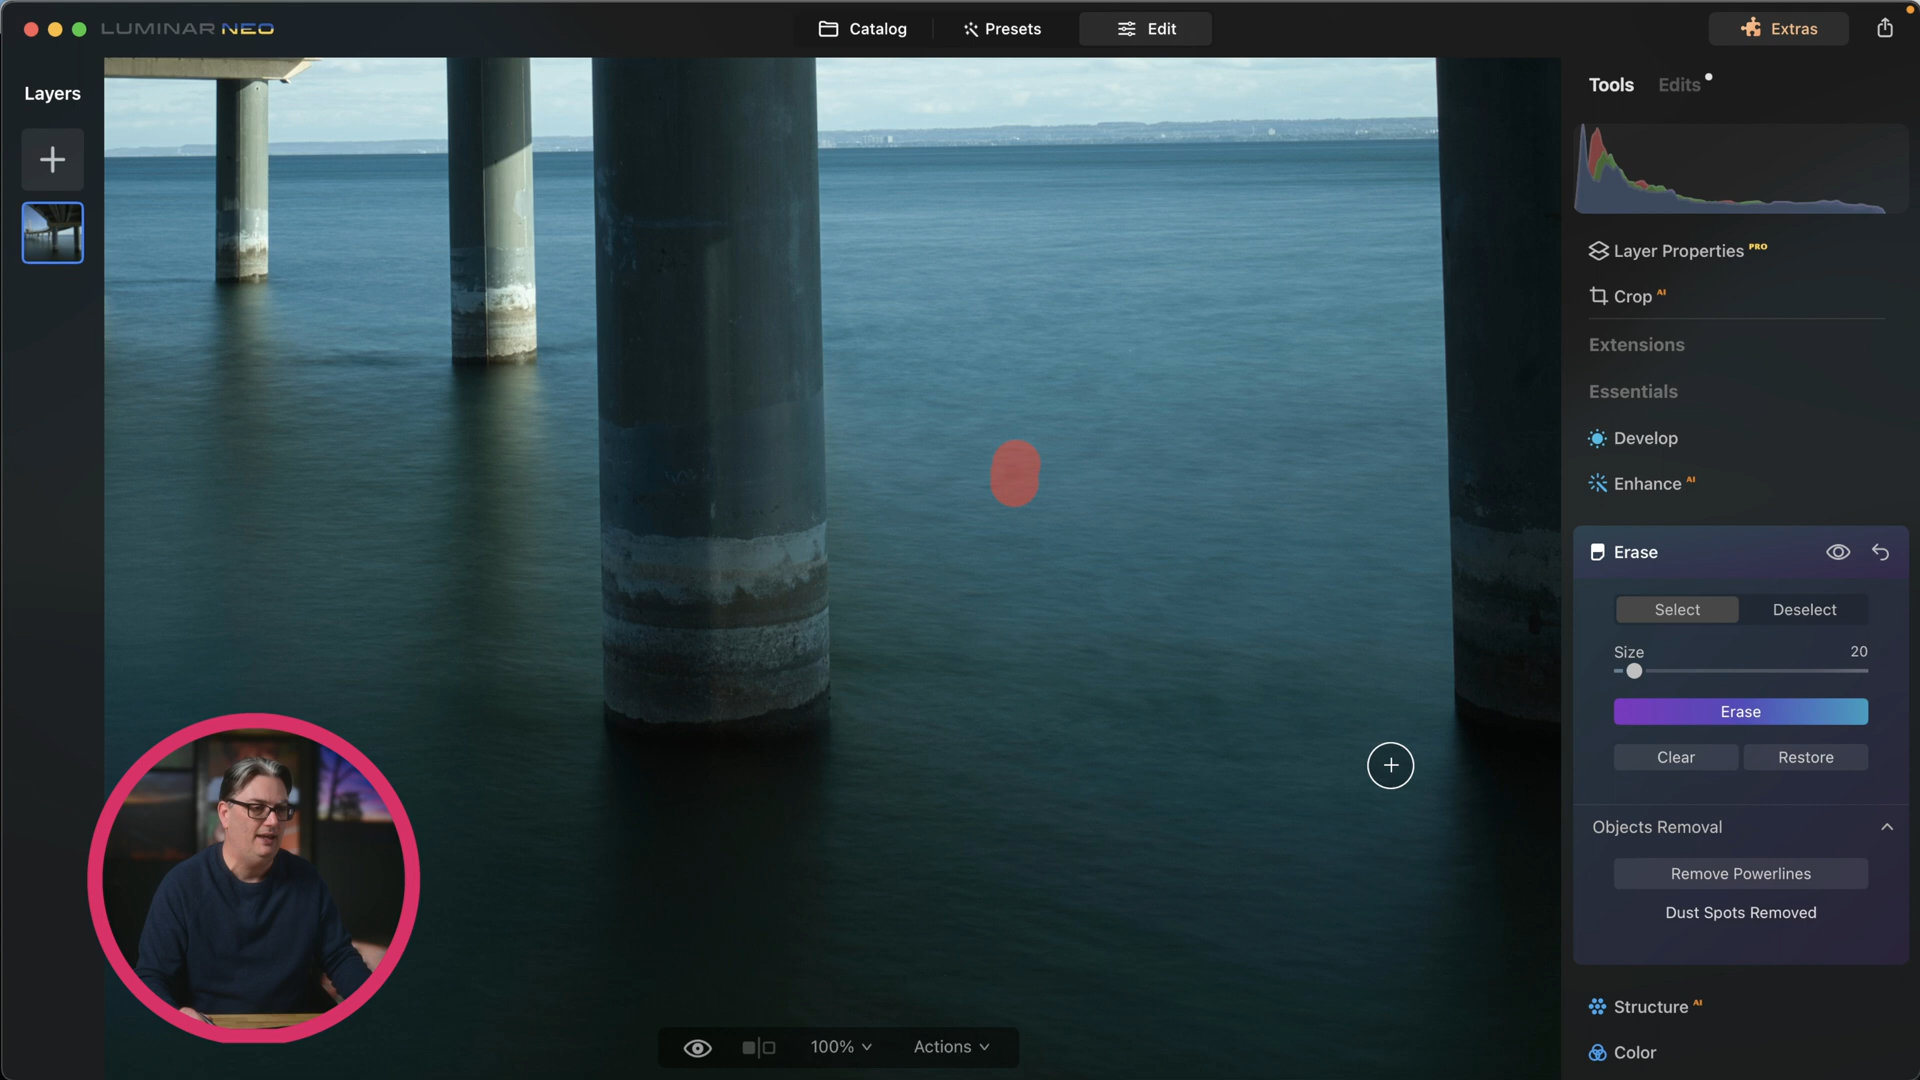 LUMINAR NEO
Catalog
Presets
Edit
Extras
Layers
Tools
Edits
Layer Properties PRO
Crop AI
Extensions
Essentials
Develop
Enhance AI
Erase
Select
Deselect
Size
20
Erase
Clear
Restore
Objects Removal
Remove Powerlines
Dust Spots Removed
Structure AI
Color
100%
Actions